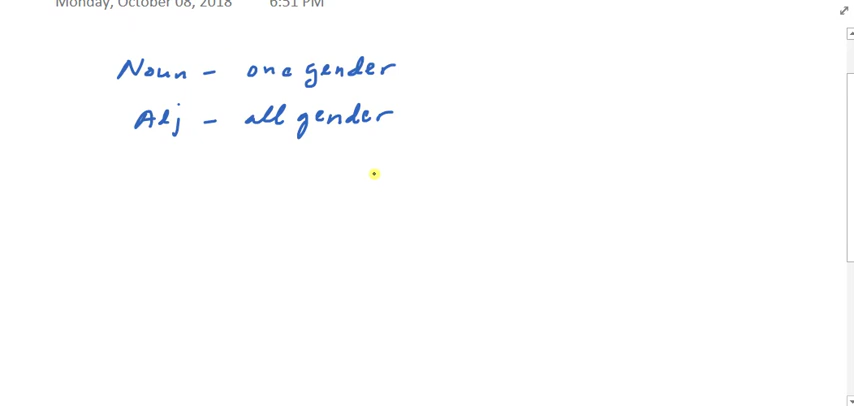 Monday, October 08, 2018 6:51 PM
Noun - one gender
Adj - all gender